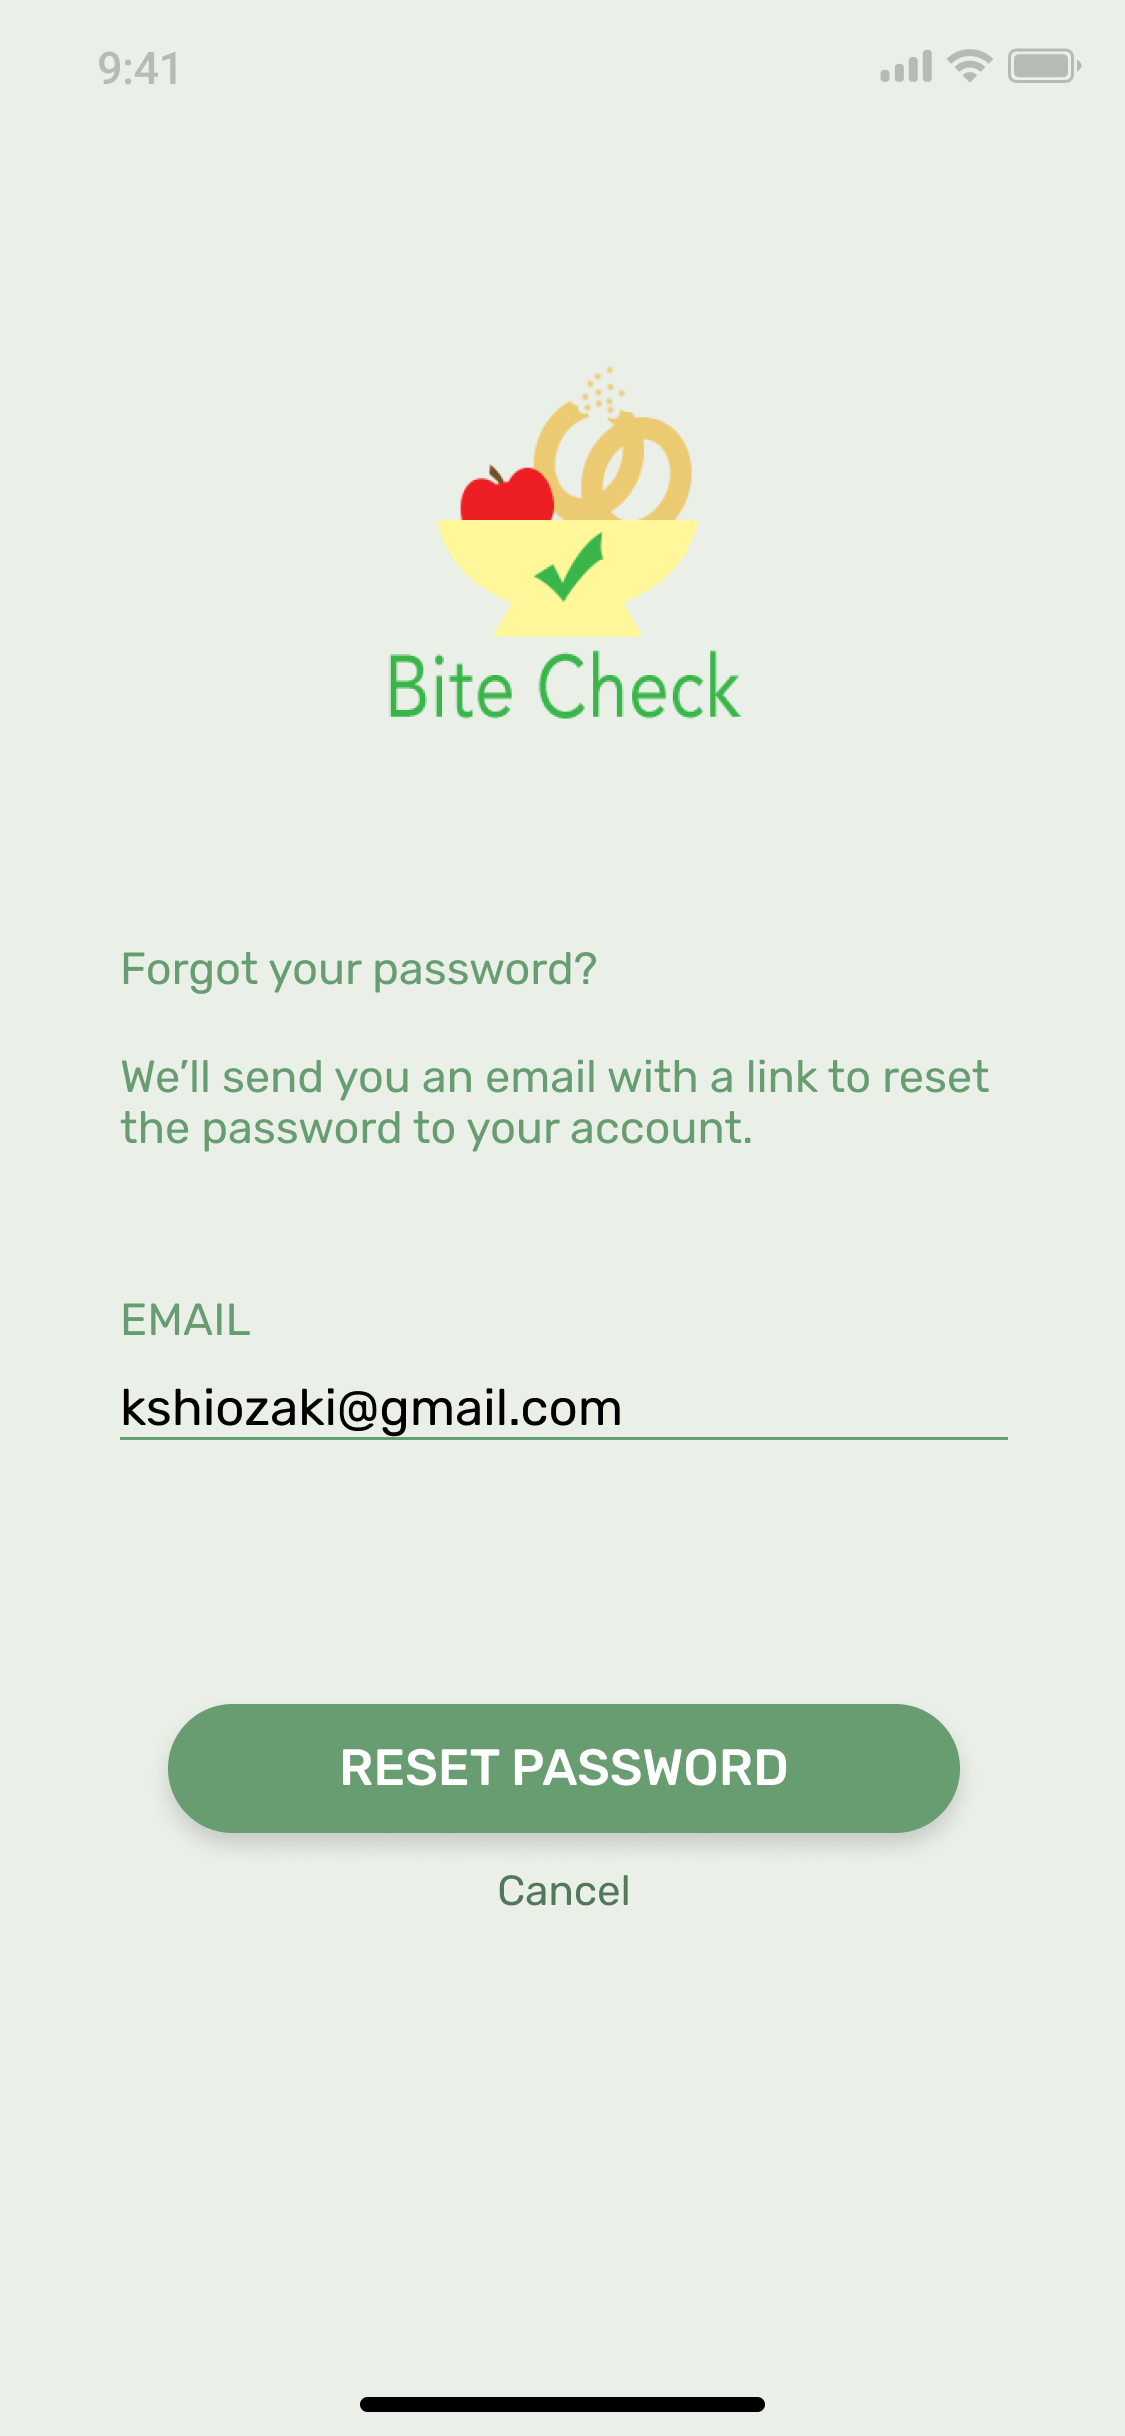 9:41
Bite Check
Forgot your password?
We’ll send you an email with a link to reset
the password to your account.
EMAIL
kshiozaki@gmail.com
RESET PASSWORD
Cancel